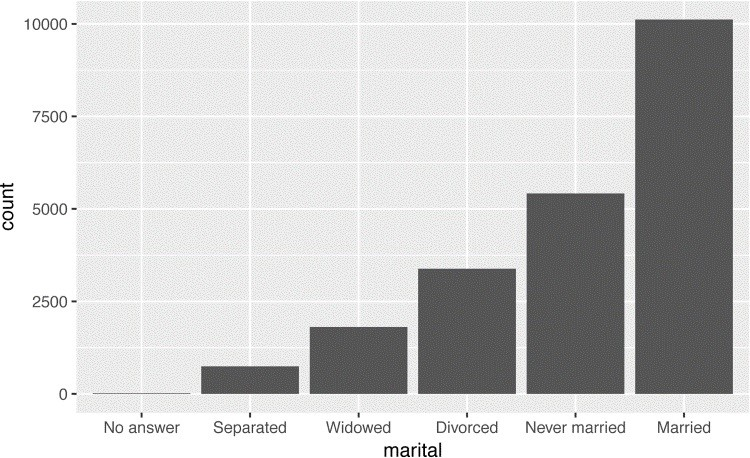 10000
7500
5000
2500
0
count
No answer Separated Widowed Divorced Never married Married
marital